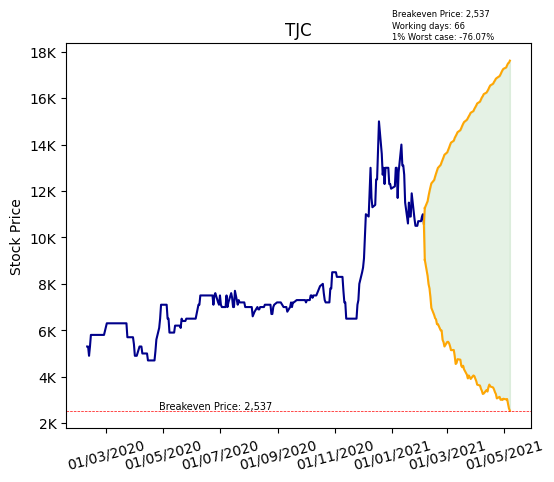 Breakeven Price: 2,537
Working days: 66
1% Worst case: -76.07%
TJC
Stock Price
18K
16K
14K
12K
10K
8K
6K
4K
2K
Breakeven Price: 2,537
01/03/2020
01/05/2020
01/07/2020
01/09/2020
01/11/2020
01/01/2021
01/03/2021
01/05/2021